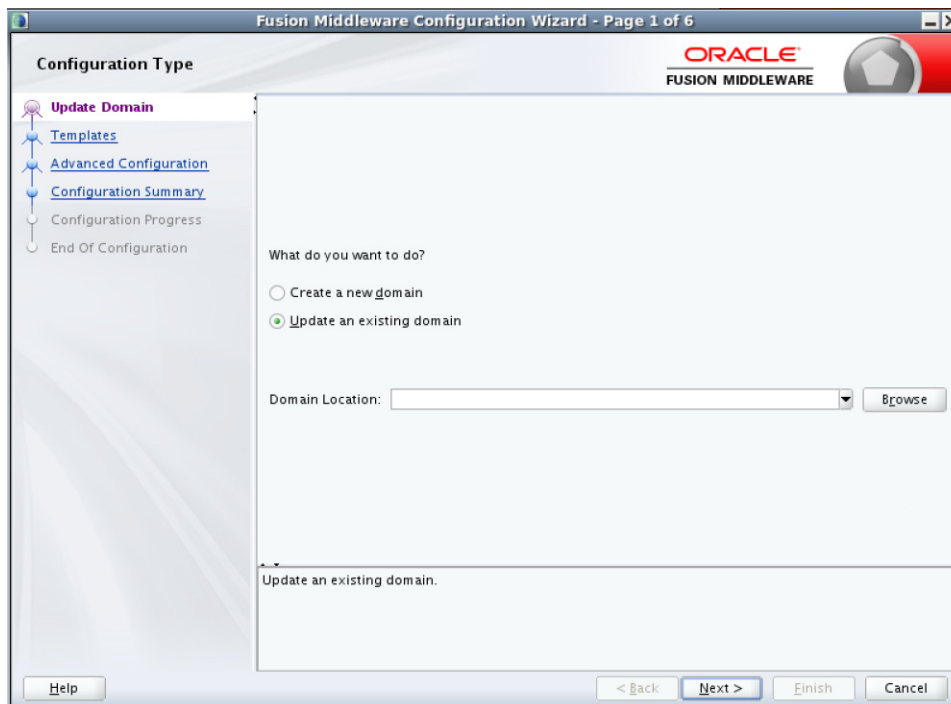 Fusion Middleware Configuration Wizard - Page 1 of 6
Configuration Type
ORACLE
FUSION MIDDLEWARE
Update Domain
Templates
Advanced Configuration
Configuration Summary
Configuration Progress
End Of Configuration
What do you want to do?
Create a new domain
Update an existing domain
Domain Location:
Browse
Update an existing domain.
Help
< Back
Next >
Finish
Cancel